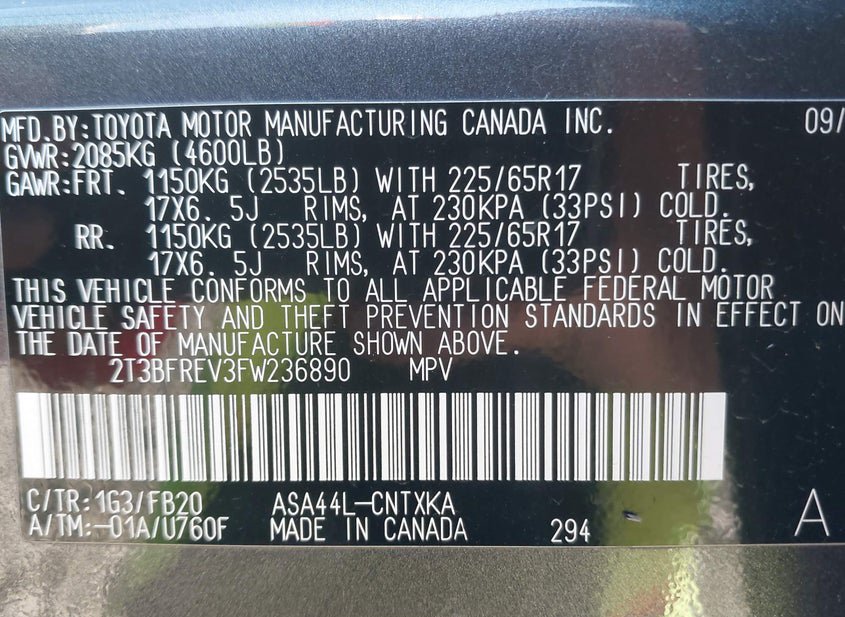 MFD.BY:TOYOTA MOTOR MANUFACTURING CANADA INC. 09/
GVWR:2085KG (4600LB)
GAWR:FRT. 1150KG (2535LB) WITH 225/65R17 TIRES,
17X6. 5J RIMS, AT 230KPA (33PSI) COLD.
RR. 1150KG (2535LB) WITH 225/65R17 TIRES,
17X6. 5J RIMS, AT 230KPA (33PSI) COLD.
THIS VEHICLE CONFORMS TO ALL APPLICABLE FEDERAL MOTOR
VEHICLE SAFETY AND THEFT PREVENTION STANDARDS IN EFFECT ON
THE DATE OF MANUFACTURE SHOWN ABOVE.
2T3BFREV3FW236890 MPV
C/TR:1G3/FB20 ASA44L-CNTXKA
A/TM:-01A/U760F MADE IN CANADA 294 A